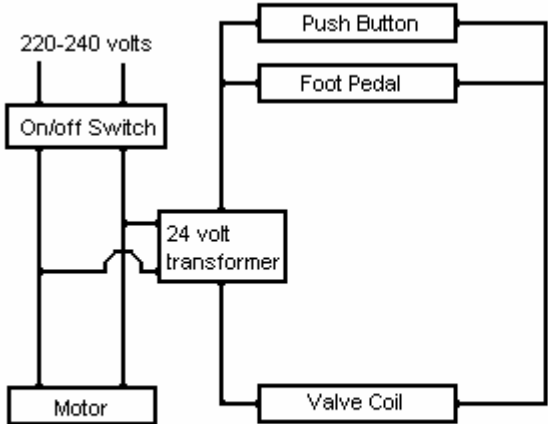 Push Button
220-240 volts
Foot Pedal
On/off Switch
24 volt
transformer
Motor
Valve Coil